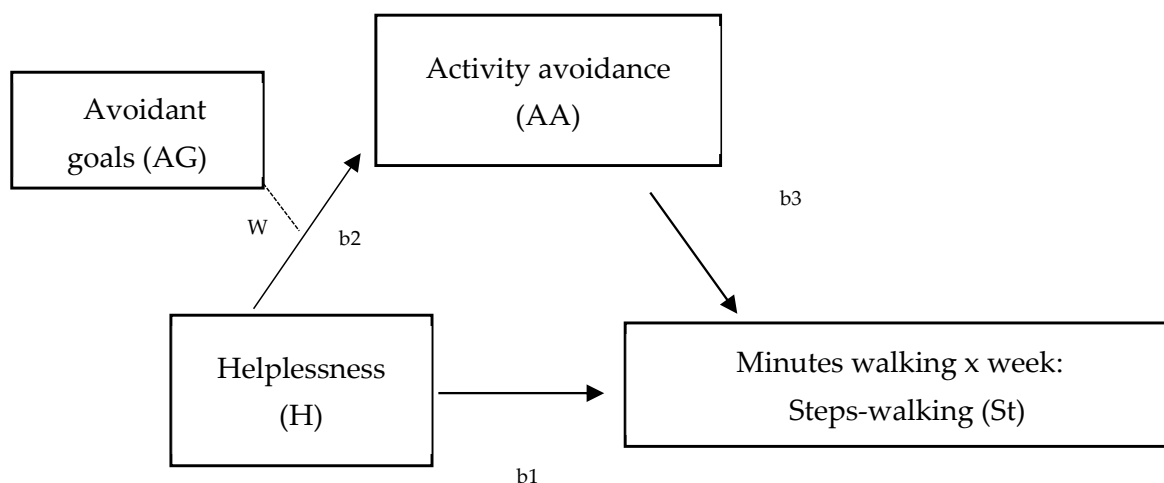 Activity avoidance
(AA)
Avoidant
goals (AG)
W
b2
b3
Helplessness
(H)
Minutes walking x week:
Steps-walking (St)
b1